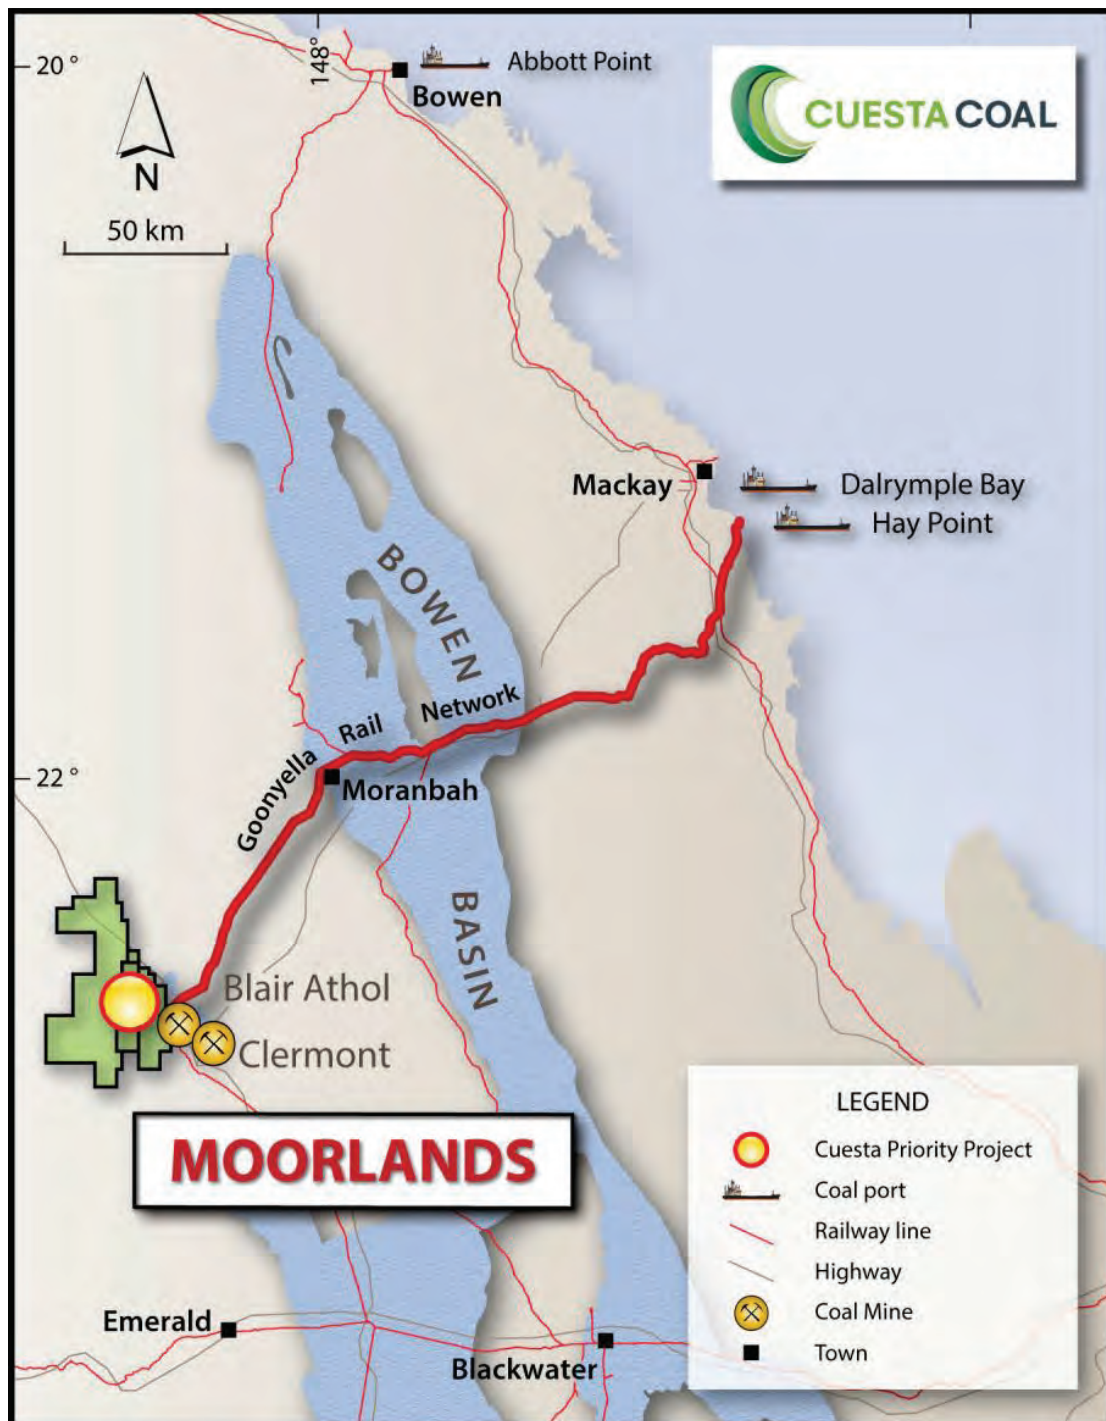 20 °
148°
Abbott Point
Bowen
CUESTA COAL
N
50 km
Mackay
Dalrymple Bay
Hay Point
BOWEN
Goonyella Rail Network
22 °
Moranbah
BASIN
Blair Athol
Clermont
MOORLANDS
LEGEND
Cuesta Priority Project
Coal port
Railway line
Highway
Coal Mine
Town
Emerald
Blackwater